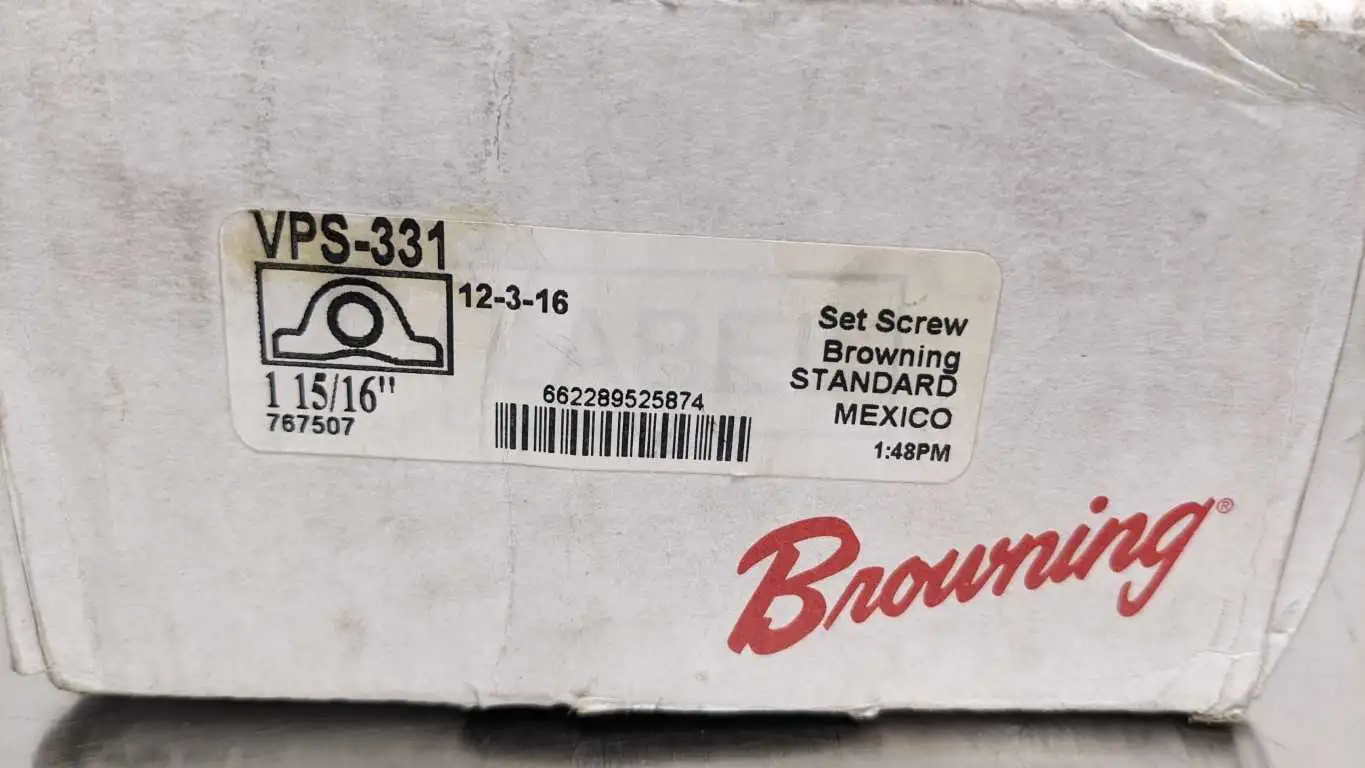 VPS-331
12-3-16
1 15/16"
767507
662289525874
Set Screw
Browning
STANDARD
MEXICO
1:48PM
Browning®